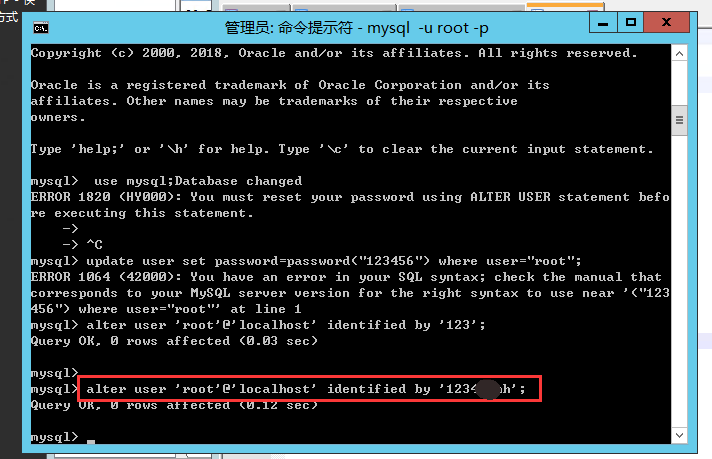 方式
管理员: 命令提示符 - mysql  -u root -p
Copyright (c) 2000, 2018, Oracle and/or its affiliates. All rights reserved.
Oracle is a registered trademark of Oracle Corporation and/or its
affiliates. Other names may be trademarks of their respective
owners.
Type 'help;' or '\h' for help. Type '\c' to clear the current input statement.
mysql>  use mysql;Database changed
ERROR 1820 (HY000): You must reset your password using ALTER USER statement befo
re executing this statement.
    ->
    -> ^C
mysql> update user set password=password("123456") where user="root";
ERROR 1064 (42000): You have an error in your SQL syntax; check the manual that
corresponds to your MySQL server version for the right syntax to use near '("123
456") where user="root"' at line 1
mysql> alter user 'root'@'localhost' identified by '123';
Query OK, 0 rows affected (0.03 sec)
mysql>
mysql> alter user 'root'@'localhost' identified by
Query OK, 0 rows affected (0.12 sec)
mysql>